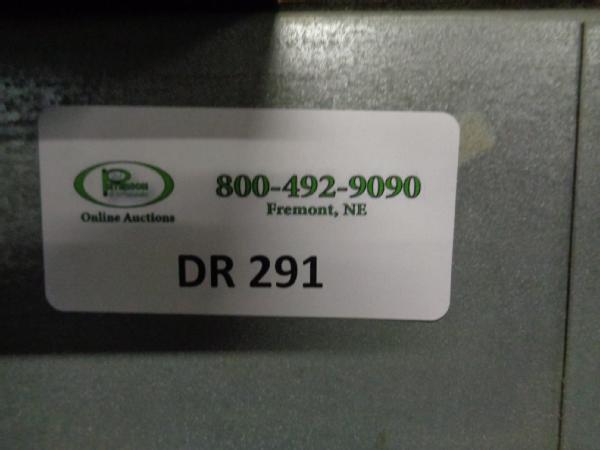 800-492-9090
Fremont, NE
Online Auctions
DR 291